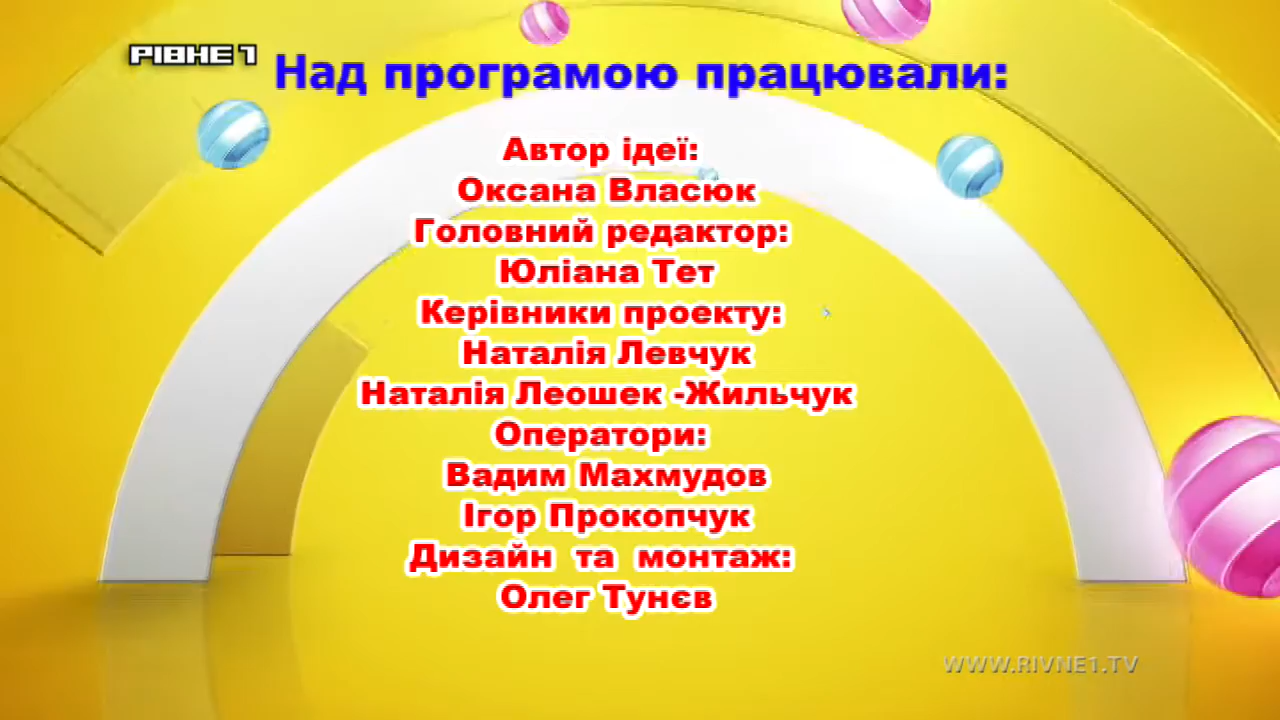 РІВНЕ 1
Над програмою працювали:
Автор ідеї:
Оксана Власюк
Головний редактор:
Юліана Тет
Керівники проекту:
Наталія Левчук
Наталія Леошек -Жильчук
Оператори:
Вадим Махмудов
Ігор Прокопчук
Дизайн та монтаж:
Олег Тунєв
WWW.RIVNE1.TV